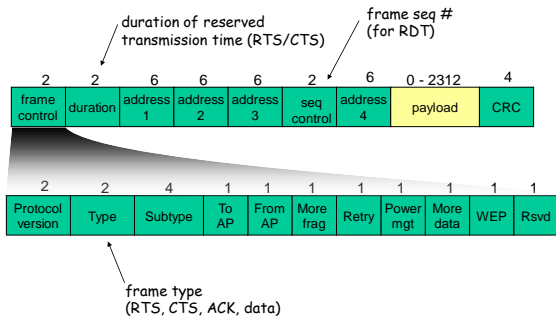 duration of reserved
transmission time (RTS/CTS)
frame seq #
(for RDT)
2 2 6 6 6 2 6 0 - 2312 4
frame control duration address 1 address 2 address 3 seq control address 4 payload CRC
2 2 4 1 1 1 1 1 1 1 1
Protocol version Type Subtype To AP From AP More frag Retry Power mgt More data WEP Rsvd
frame type
(RTS, CTS, ACK, data)